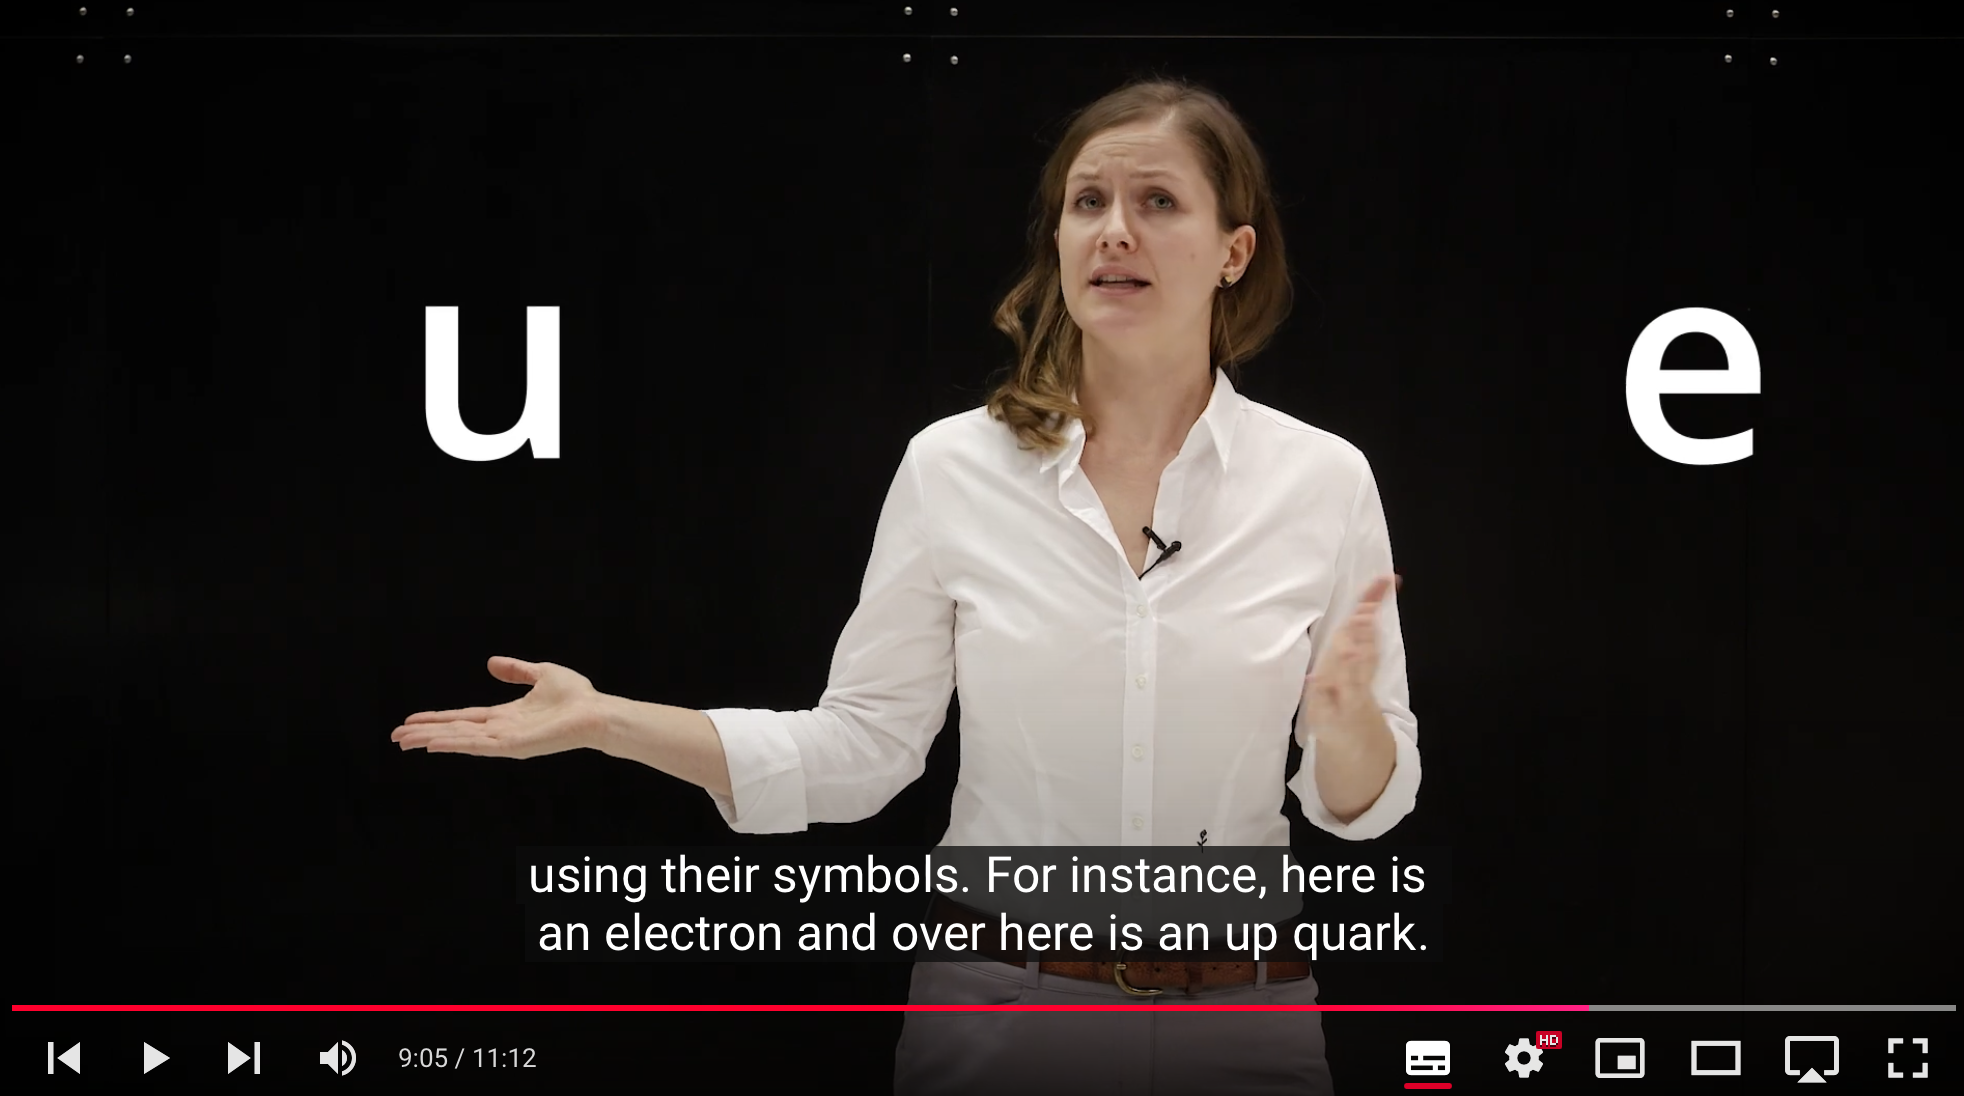 u
e
using their symbols. For instance, here is
an electron and over here is an up quark.
9:05 / 11:12
HD